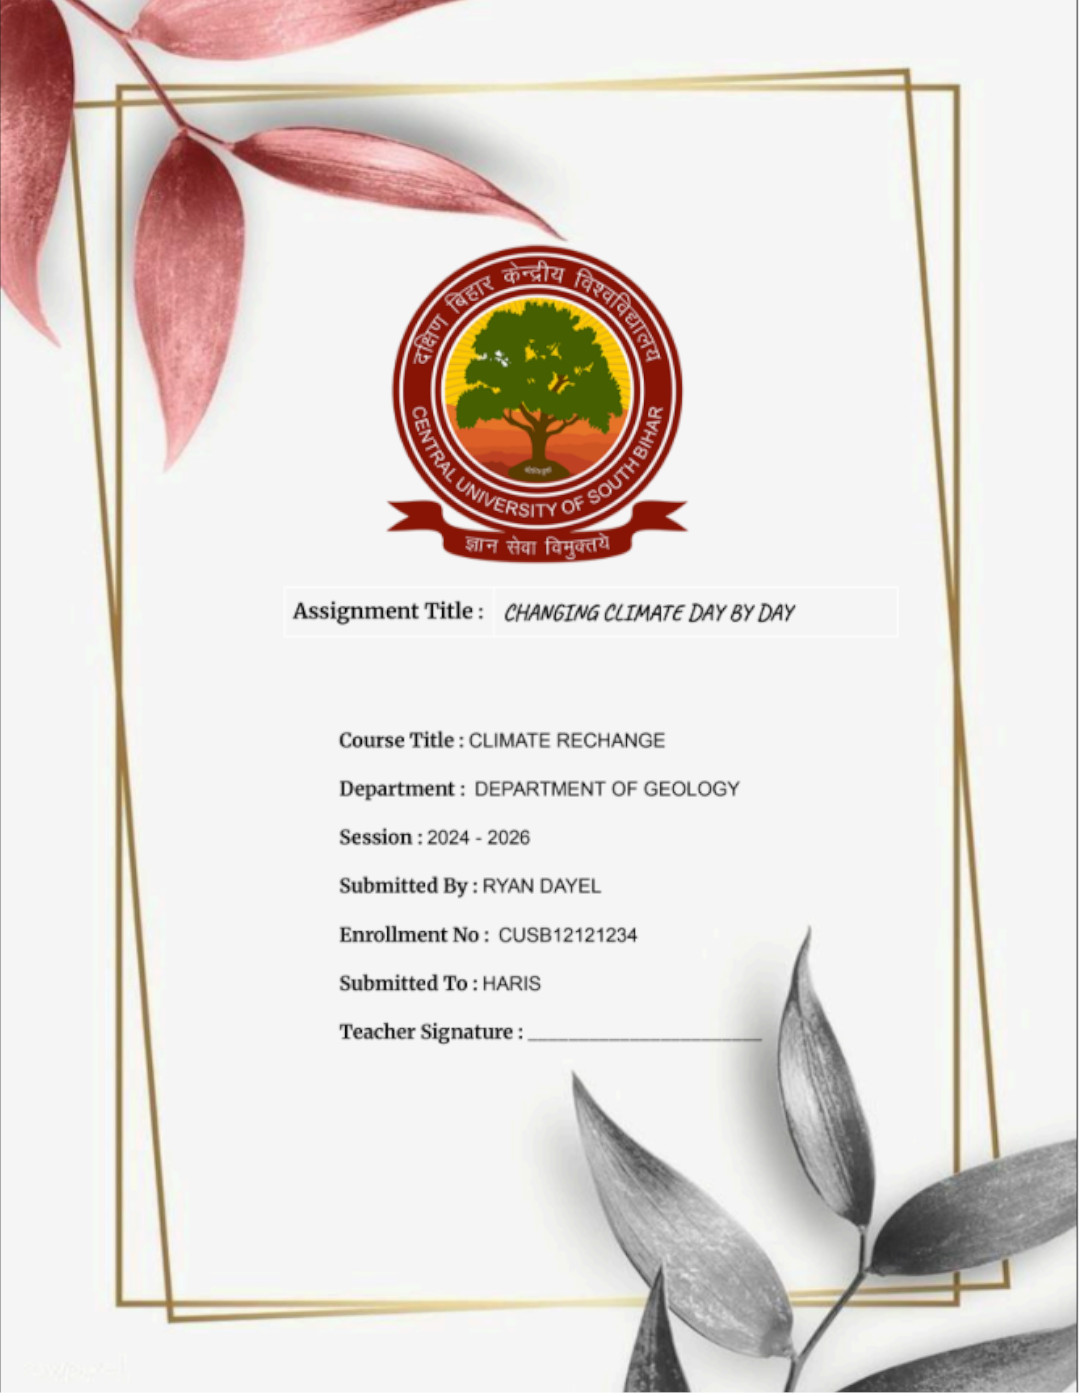 दक्षिण बिहार केन्द्रीय विश्वविद्यालय
CENTRAL UNIVERSITY OF SOUTH BIHAR
ज्ञान सेवा विमुक्तये
Assignment Title : CHANGING CLIMATE DAY BY DAY
Course Title : CLIMATE RECHANGE
Department : DEPARTMENT OF GEOLOGY
Session : 2024 - 2026
Submitted By : RYAN DAYEL
Enrollment No : CUSB12121234
Submitted To : HARIS
Teacher Signature : ______________________